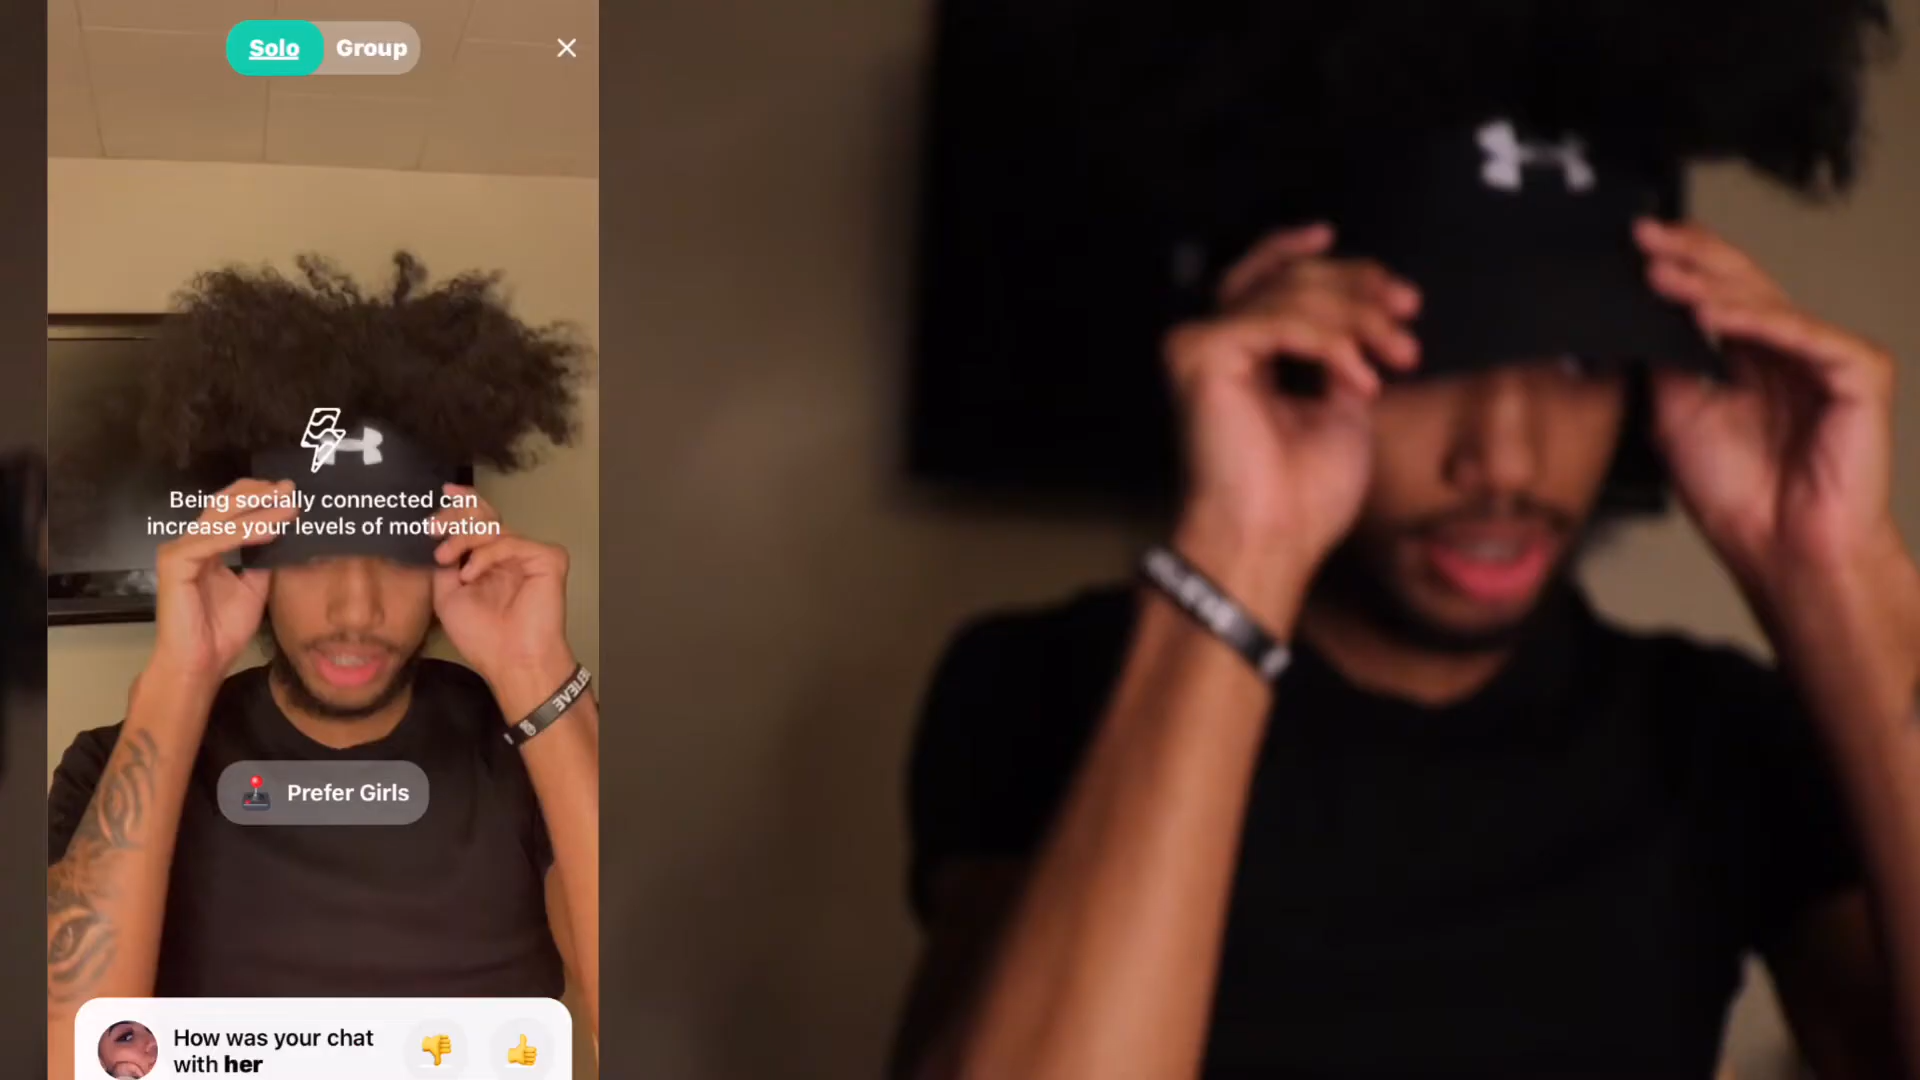 Solo Group
Being socially connected can
increase your levels of motivation
Prefer Girls
How was your chat
with her